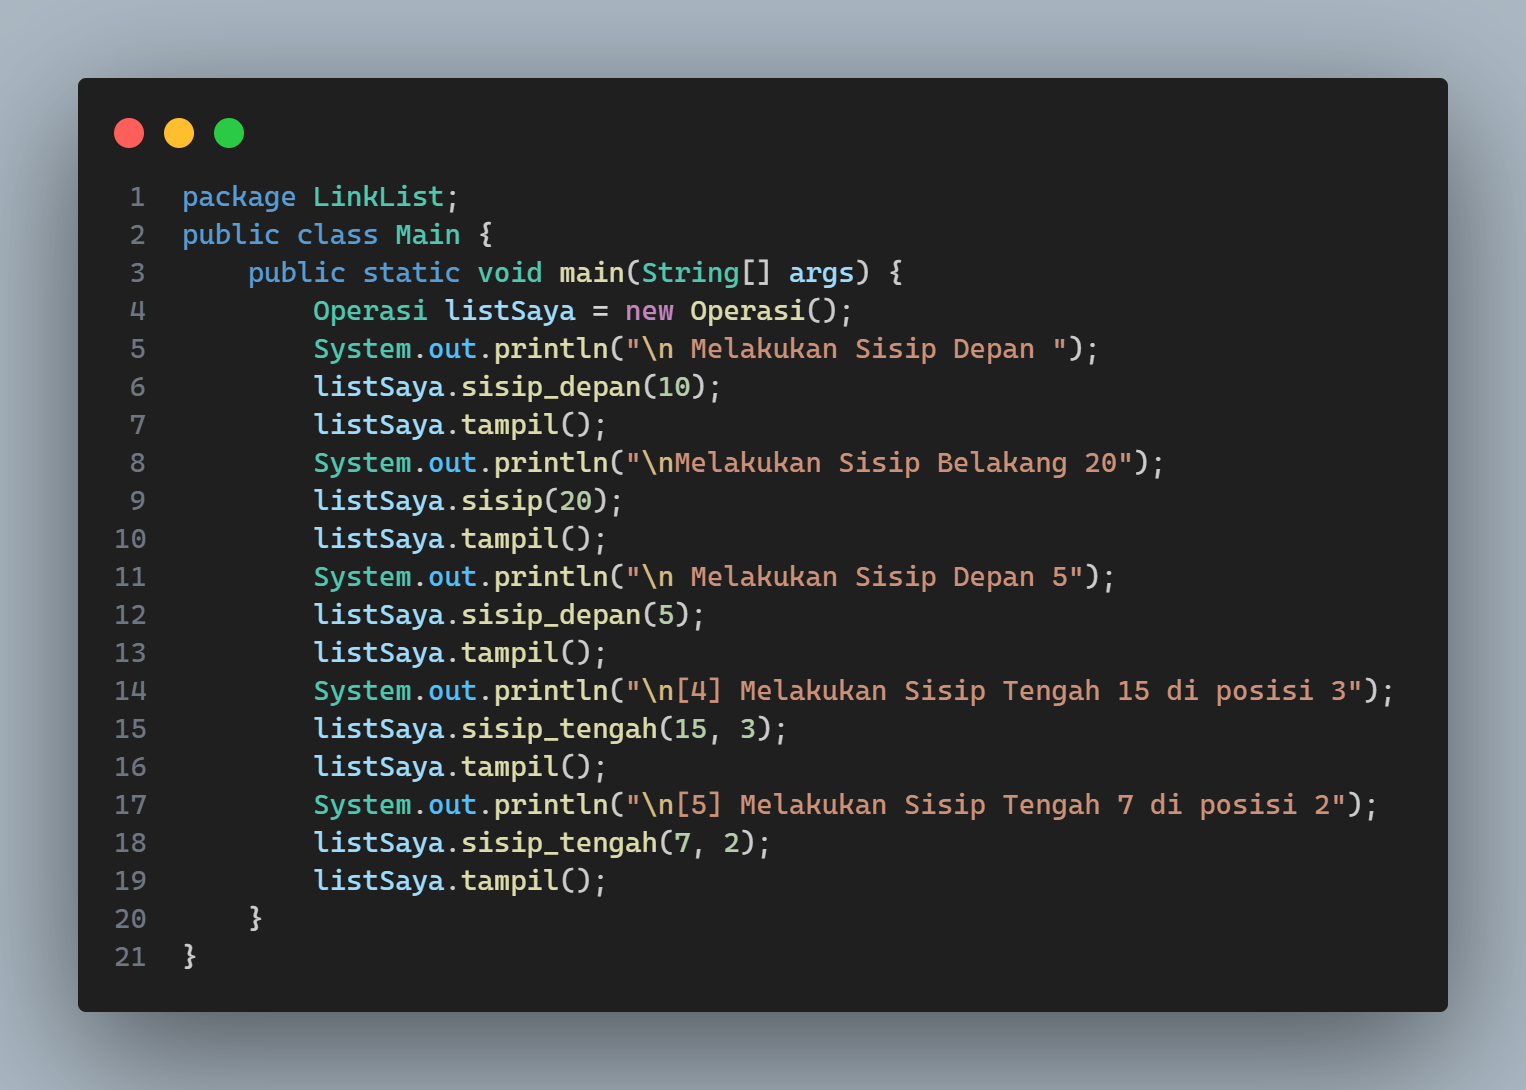 1 package LinkList;
2 public class Main {
3     public static void main(String[] args) {
4         Operasi listSaya = new Operasi();
5         System.out.println("\n Melakukan Sisip Depan ");
6         listSaya.sisip_depan(10);
7         listSaya.tampil();
8         System.out.println("\nMelakukan Sisip Belakang 20");
9         listSaya.sisip(20);
10         listSaya.tampil();
11         System.out.println("\n Melakukan Sisip Depan 5");
12         listSaya.sisip_depan(5);
13         listSaya.tampil();
14         System.out.println("\n[4] Melakukan Sisip Tengah 15 di posisi 3");
15         listSaya.sisip_tengah(15, 3);
16         listSaya.tampil();
17         System.out.println("\n[5] Melakukan Sisip Tengah 7 di posisi 2");
18         listSaya.sisip_tengah(7, 2);
19         listSaya.tampil();
20     }
21 }